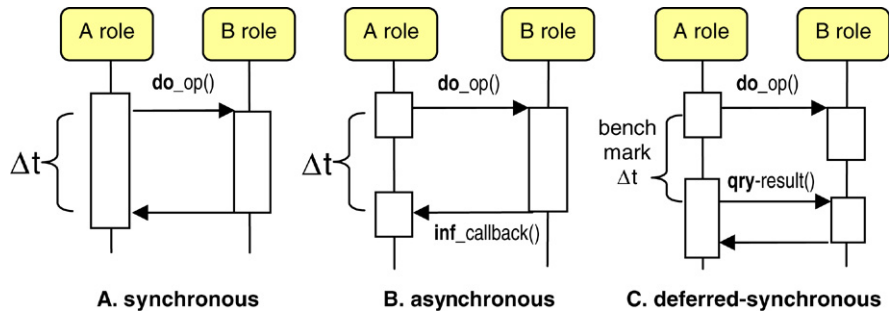 A role
B role
do_op()
Δt
A. synchronous
A role
B role
do_op()
Δt
inf_callback()
B. asynchronous
A role
B role
do_op()
bench
mark
Δt
qry-result()
C. deferred-synchronous